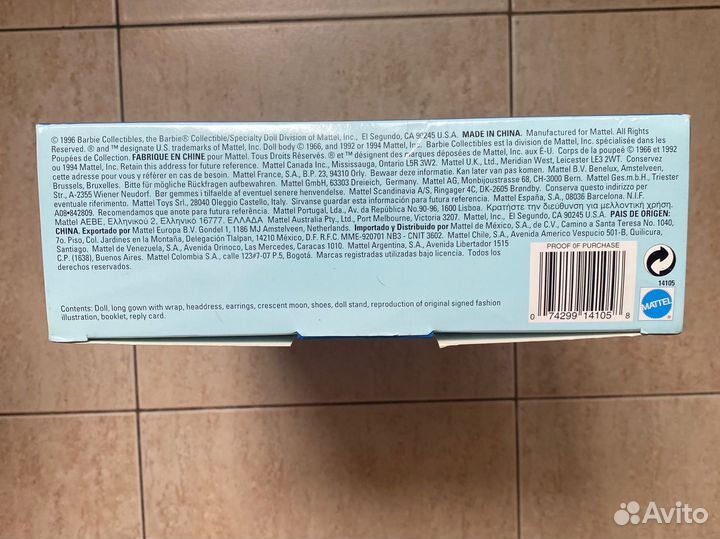 © 1996 Barbie Collectibles, the Barbie® Collectible/Specialty Doll Division of Mattel, Inc., El Segundo, CA 90245 U.S.A. MADE IN CHINA. Manufactured for Mattel. All Rights
Reserved. ® and ™ designate U.S. trademarks of Mattel, Inc. Doll body © 1966, and 1992 or 1994 Mattel, Inc. Barbie Collectibles est la division de Mattel, Inc. spécialisée dans les
Poupées de Collection. FABRIQUÉ EN CHINE pour Mattel. Tous Droits Réservés. ® et ™ désignent des marques déposées de Mattel, Inc. aux É-U. Corps de la poupée © 1966 et 1992
ou 1994 Mattel, Inc. Retain this address for future reference. Mattel Canada Inc., Mississauga, Ontario L5R 3W2. Mattel U.K., Ltd., Meridian West, Leicester LE3 2WT. Conservez
cette adresse pour vous y référer en cas de besoin. Mattel France, S.A., B.P. 23, 94310 Orly. Bewaar deze informatie. Kan later van pas komen. Mattel B.V. Benelux, Amstelveen,
Brussels, Bruxelles. Bitte für mögliche Rückfragen aufbewahren. Mattel GmbH, 63303 Dreieich, Germany. Mattel AG, Monbijoustrasse 68, CH-3000 Bern. Mattel Ges.m.b.H., Triester
Str., A-2355 Wiener Neudorf. Bør gemmes i tilfælde af eventuel senere brug. Mattel Scandinavia A/S, Ringager 4C, DK-2605 Brøndby. Conserva questo indirizzo per
eventuale riferimento. Mattel Toys Srl., 28040 Oleggio Castello, Italy. Sirvanse guardar esta información para futura referencia. Mattel España, S.A., 08036 Barcelona. N.I.F.
A08•842809. Recomendamos que anote para futura referência. Mattel Portugal, Lda., Av. da República No.90-96, 1600 Lisboa. Κρατήστε την διεύθυνση για μελλοντική χρήση.
Mattel ΑΕΒΕ, Ελληνικού 2, Ελληνικό 16777, ΕΛΛΑΔΑ Mattel Australia Pty., Ltd., Port Melbourne, Victoria 3207. Mattel, Inc., El Segundo, CA 90245 U.S.A. PAIS DE ORIGEN:
CHINA. Exportado por Mattel Europa B.V. Gondel 1, 1186 MJ Amstelveen, Netherlands. Importado y Distribuido por Mattel de México, S.A., de C.V., Camino a Santa Teresa No. 1040,
7o. Piso, Col. Jardines en la Montaña, Delegación Tlalpan, 14210 México, D.F. R.F.C. MME-920701 NB3 - CNIT 3602. Mattel Chile, S.A., Avenida Americo Vespucio 501-B, Quilicura,
Santiago. Mattel de Venezuela, S.A., Avenida Orinoco, Las Mercedes, Caracas 1010. Mattel Argentina, S.A., Avenida Libertador 1515
C.P. (1638), Buenos Aires. Mattel Colombia S.A., calle 123#7-07 P.5, Bogotá. Marcas registradas utilizadas bajo licencia. Todos los
derechos reservados.
PROOF OF PURCHASE
14105
MATTEL
0 74299 14105 8
Contents: Doll, long gown with wrap, headdress, earrings, crescent moon, shoes, doll stand, reproduction of original signed fashion
illustration, booklet, reply card.
Avito